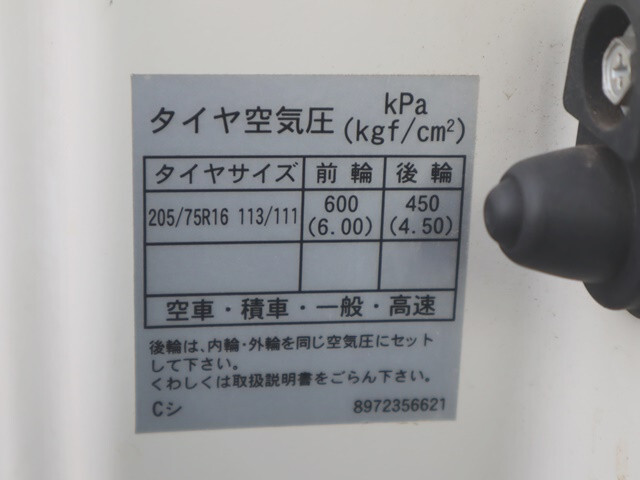 タイヤ空気圧 kPa
(kgf/cm²)
タイヤサイズ 前輪 後輪
205/75R16 113/111 600 450
(6.00) (4.50)
空車・積車・一般・高速
後輪は、内輪・外輪を同じ空気圧にセット
して下さい。
くわしくは取扱説明書をごらん下さい。
Cシ 8972356621